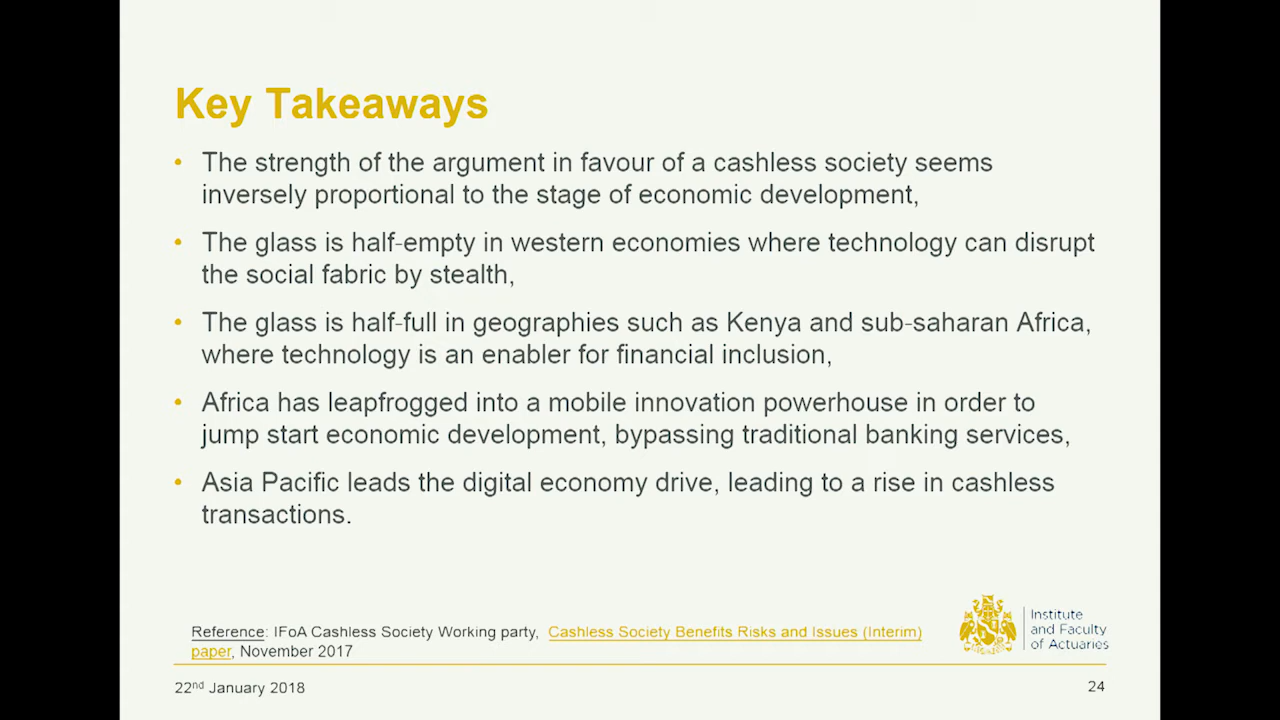 Key Takeaways
• The strength of the argument in favour of a cashless society seems
inversely proportional to the stage of economic development,
• The glass is half-empty in western economies where technology can disrupt
the social fabric by stealth,
• The glass is half-full in geographies such as Kenya and sub-saharan Africa,
where technology is an enabler for financial inclusion,
• Africa has leapfrogged into a mobile innovation powerhouse in order to
jump start economic development, bypassing traditional banking services,
• Asia Pacific leads the digital economy drive, leading to a rise in cashless
transactions.
Reference: IFoA Cashless Society Working party, Cashless Society Benefits Risks and Issues (Interim)
paper, November 2017
Institute
and Faculty
of Actuaries
22nd January 2018
24